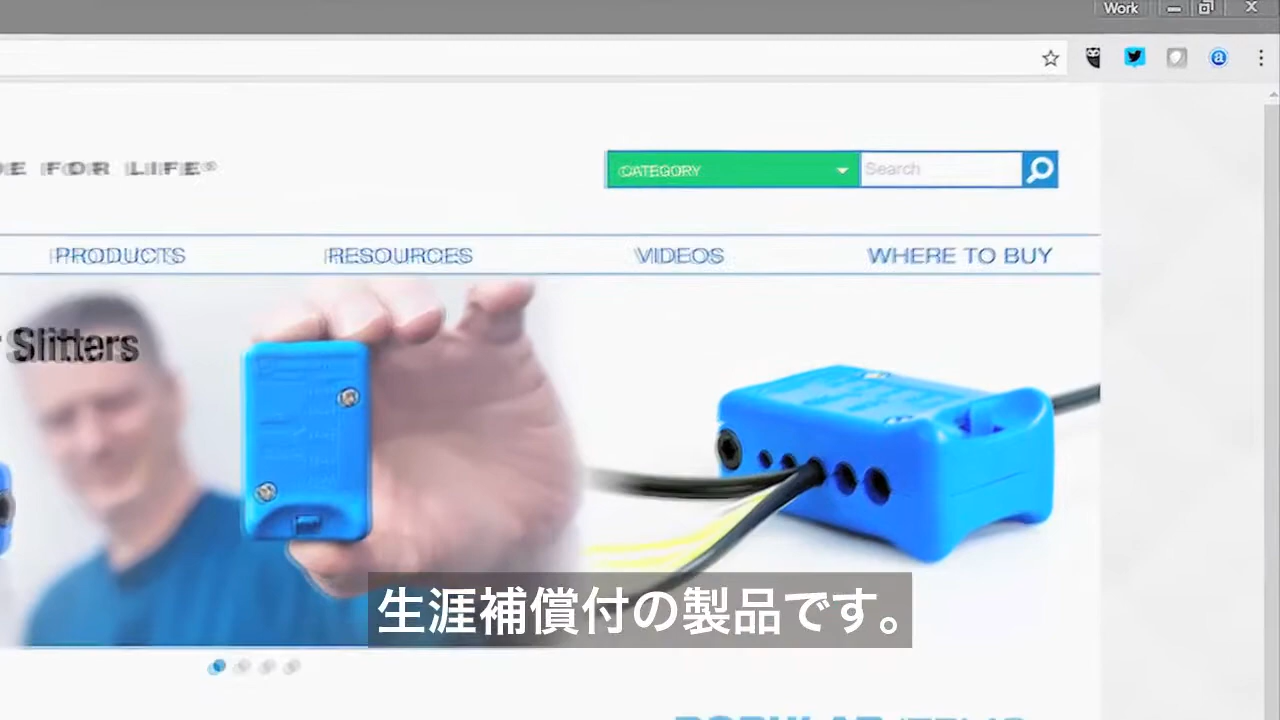 Work
FOR LIFE®
CATEGORY
Search
PRODUCTS RESOURCES VIDEOS WHERE TO BUY
Slitters
生涯補償付の製品です。